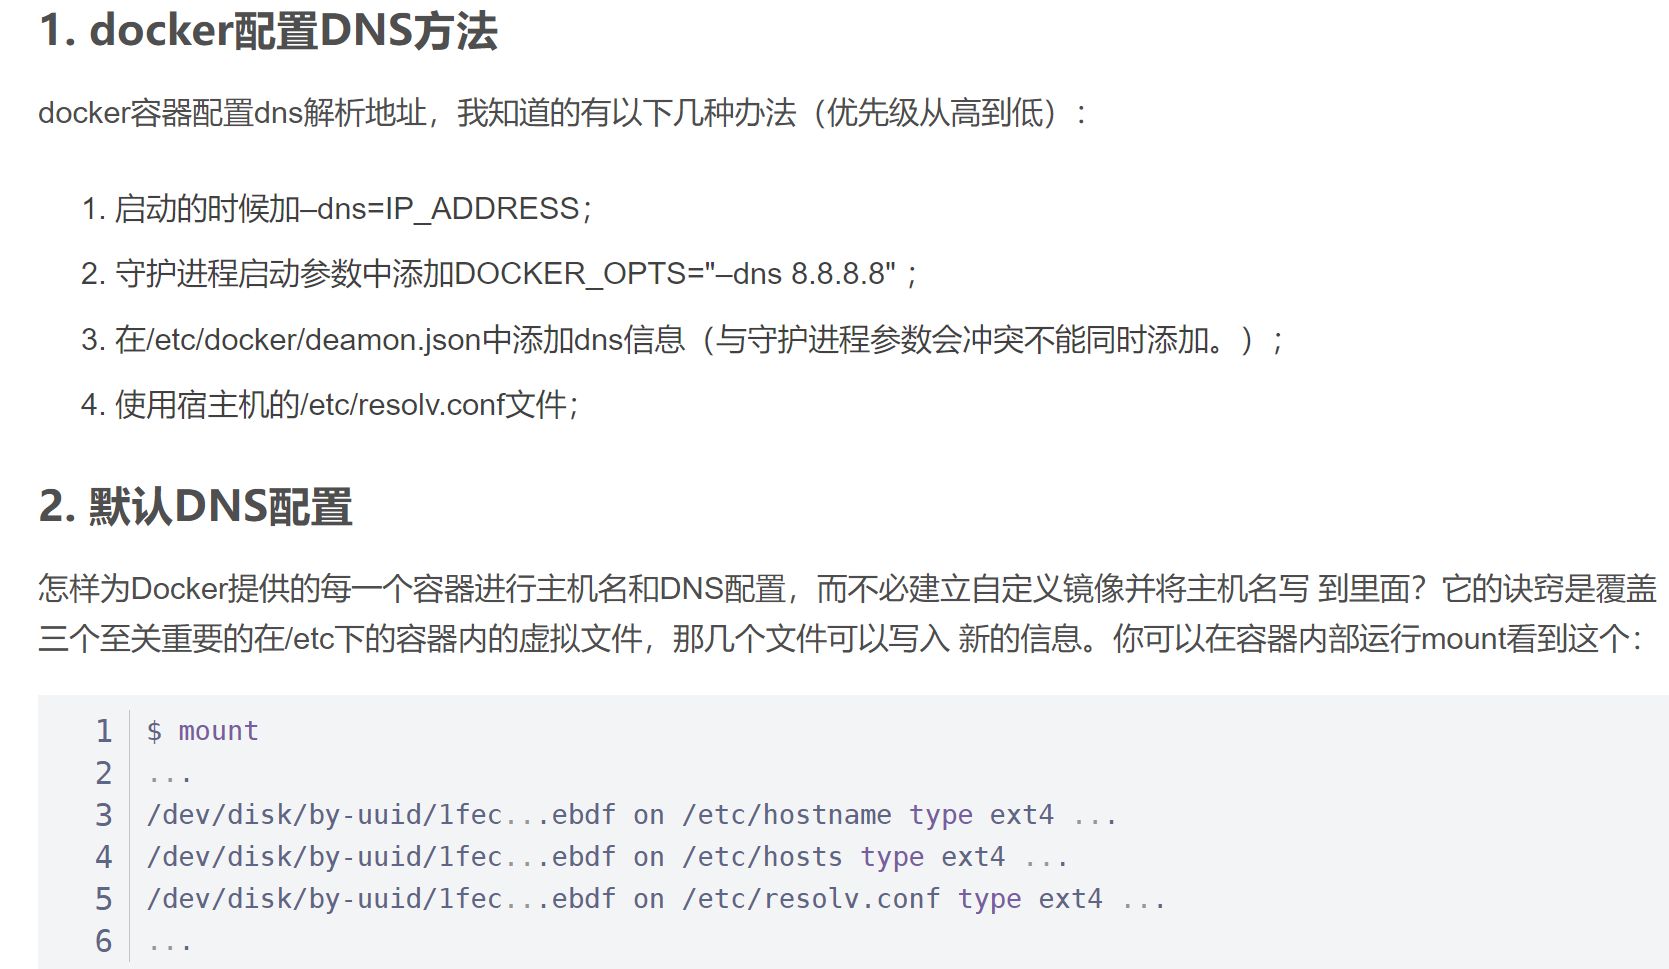 1. docker配置DNS方法
docker容器配置dns解析地址，我知道的有以下几种办法（优先级从高到低）：
1. 启动的时候加–dns=IP_ADDRESS；
2. 守护进程启动参数中添加DOCKER_OPTS="–dns 8.8.8.8" ；
3. 在/etc/docker/deamon.json中添加dns信息（与守护进程参数会冲突不能同时添加。）；
4. 使用宿主机的/etc/resolv.conf文件；
2. 默认DNS配置
怎样为Docker提供的每一个容器进行主机名和DNS配置，而不必建立自定义镜像并将主机名写 到里面？它的诀窍是覆盖
三个至关重要的在/etc下的容器内的虚拟文件，那几个文件可以写入 新的信息。你可以在容器内部运行mount看到这个：
1 $ mount
2 ...
3 /dev/disk/by-uuid/1fec...ebdf on /etc/hostname type ext4 ...
4 /dev/disk/by-uuid/1fec...ebdf on /etc/hosts type ext4 ...
5 /dev/disk/by-uuid/1fec...ebdf on /etc/resolv.conf type ext4 ...
6 ...